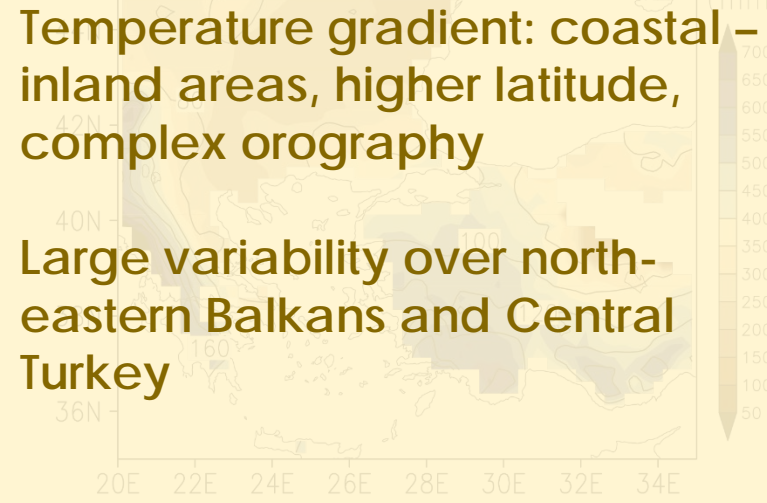 Temperature gradient: coastal –
inland areas, higher latitude,
complex orography
Large variability over north-
eastern Balkans and Central
Turkey
42N
40N
36N
100
160
20E 22E 24E 26E 28E 30E 32E 34E
700
650
600
550
500
450
400
350
300
250
200
150
100
50